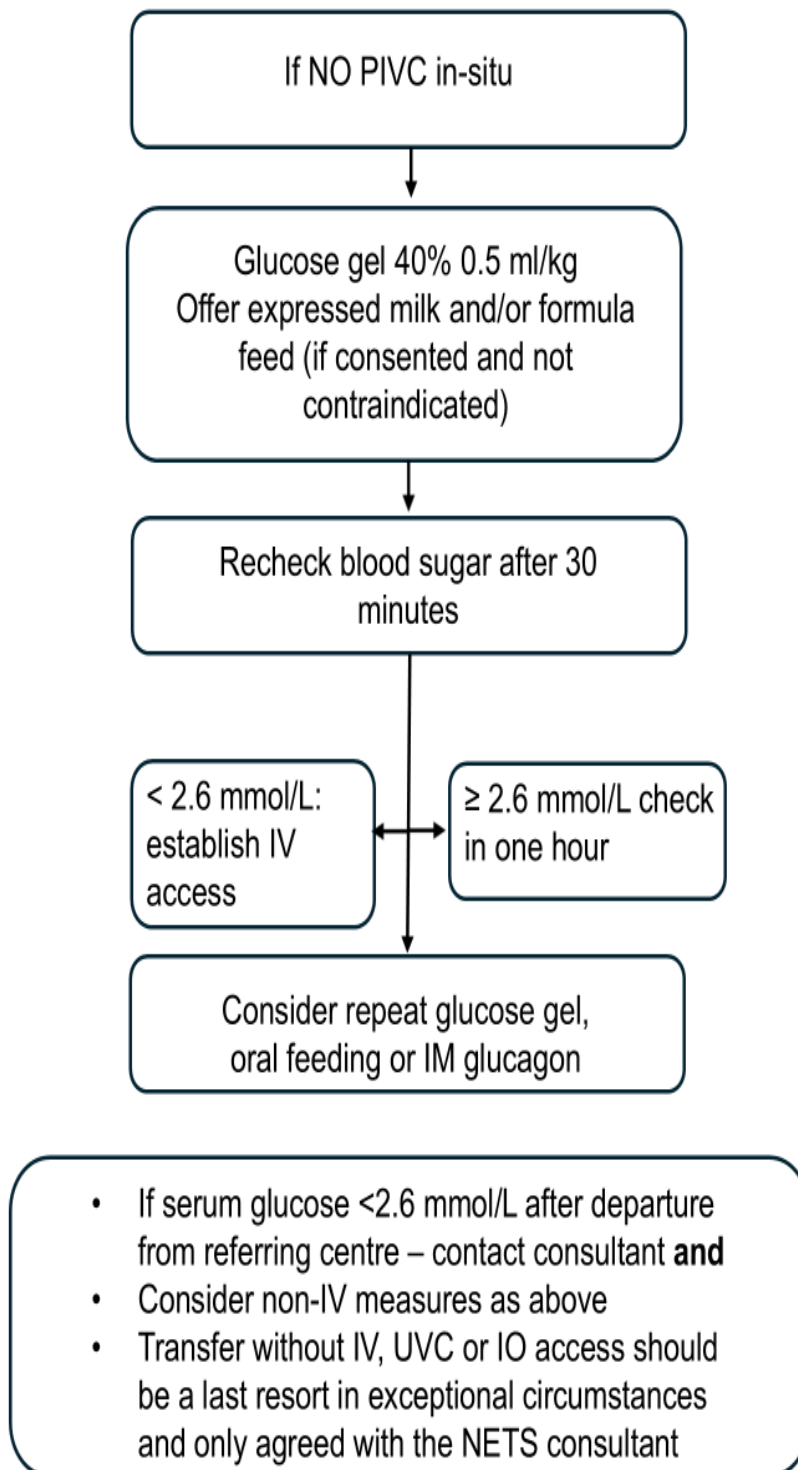 If NO PIVC in-situ
Glucose gel 40% 0.5 ml/kg
Offer expressed milk and/or formula
feed (if consented and not
contraindicated)
Recheck blood sugar after 30
minutes
< 2.6 mmol/L:
establish IV
access
≥ 2.6 mmol/L check
in one hour
Consider repeat glucose gel,
oral feeding or IM glucagon
• If serum glucose <2.6 mmol/L after departure
from referring centre – contact consultant and
• Consider non-IV measures as above
• Transfer without IV, UVC or IO access should
be a last resort in exceptional circumstances
and only agreed with the NETS consultant